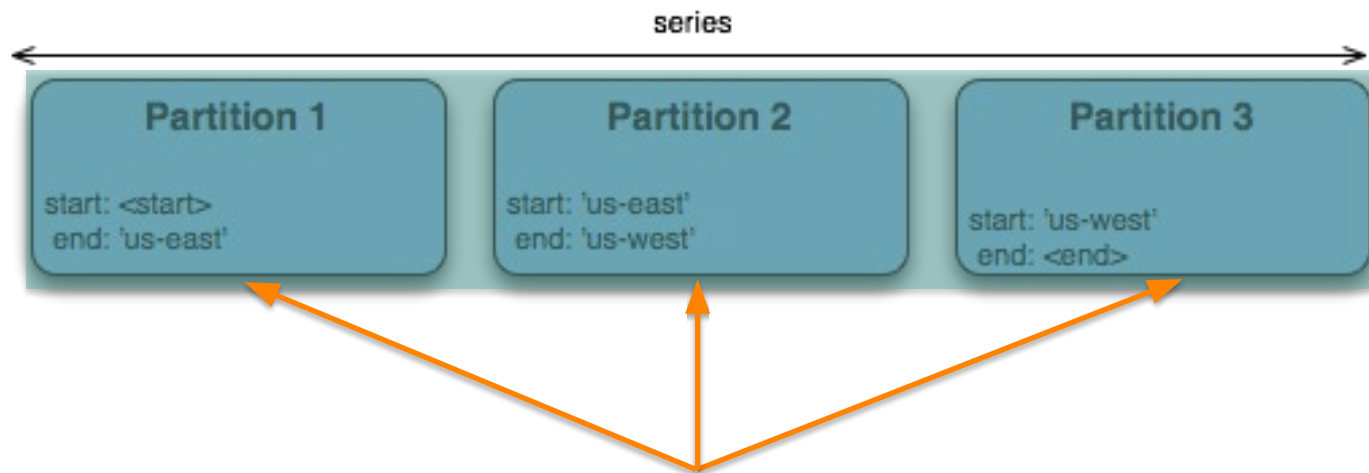 series
Partition 1
start: <start>
end: 'us-east’
Partition 2
start: 'us-east’
end: 'us-west’
Partition 3
start: 'us-west’
end: <end>